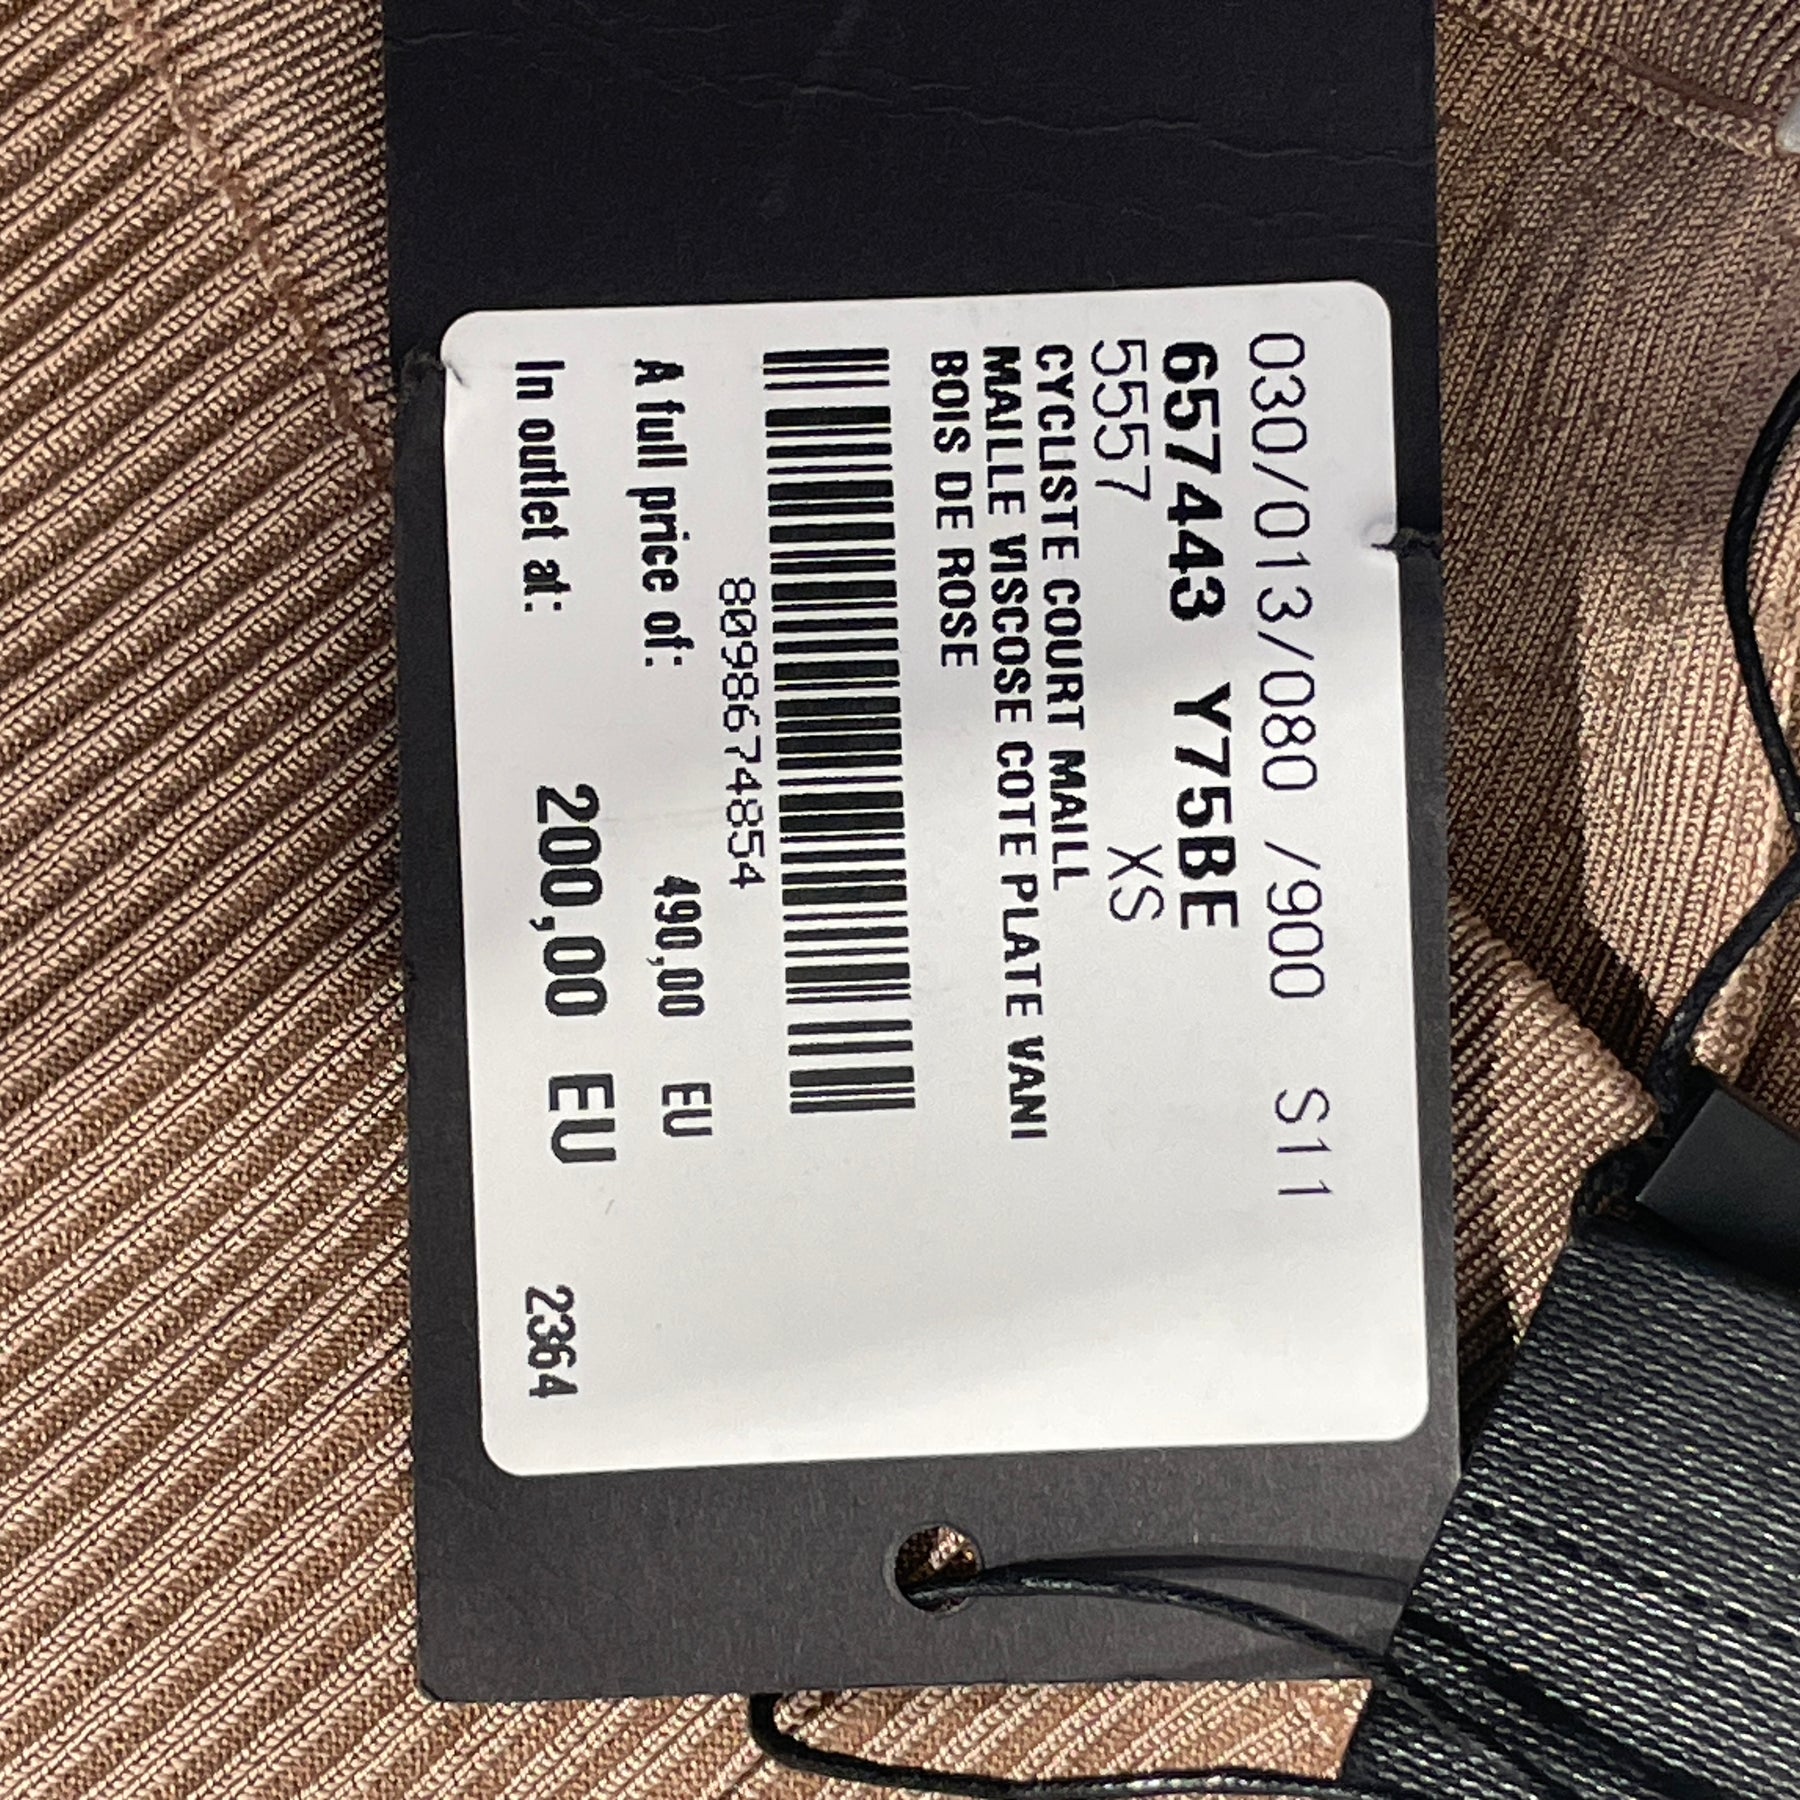 030/013/080 /900 S11
657443 Y75BE
5557 XS
CYCLISTE COURT MAILL
MAILLE VISCOSE COTE PLATE VANI
BOIS DE ROSE
8098674854
A full price of: 490,00 EU
In outlet at: 200,00 EU 2364